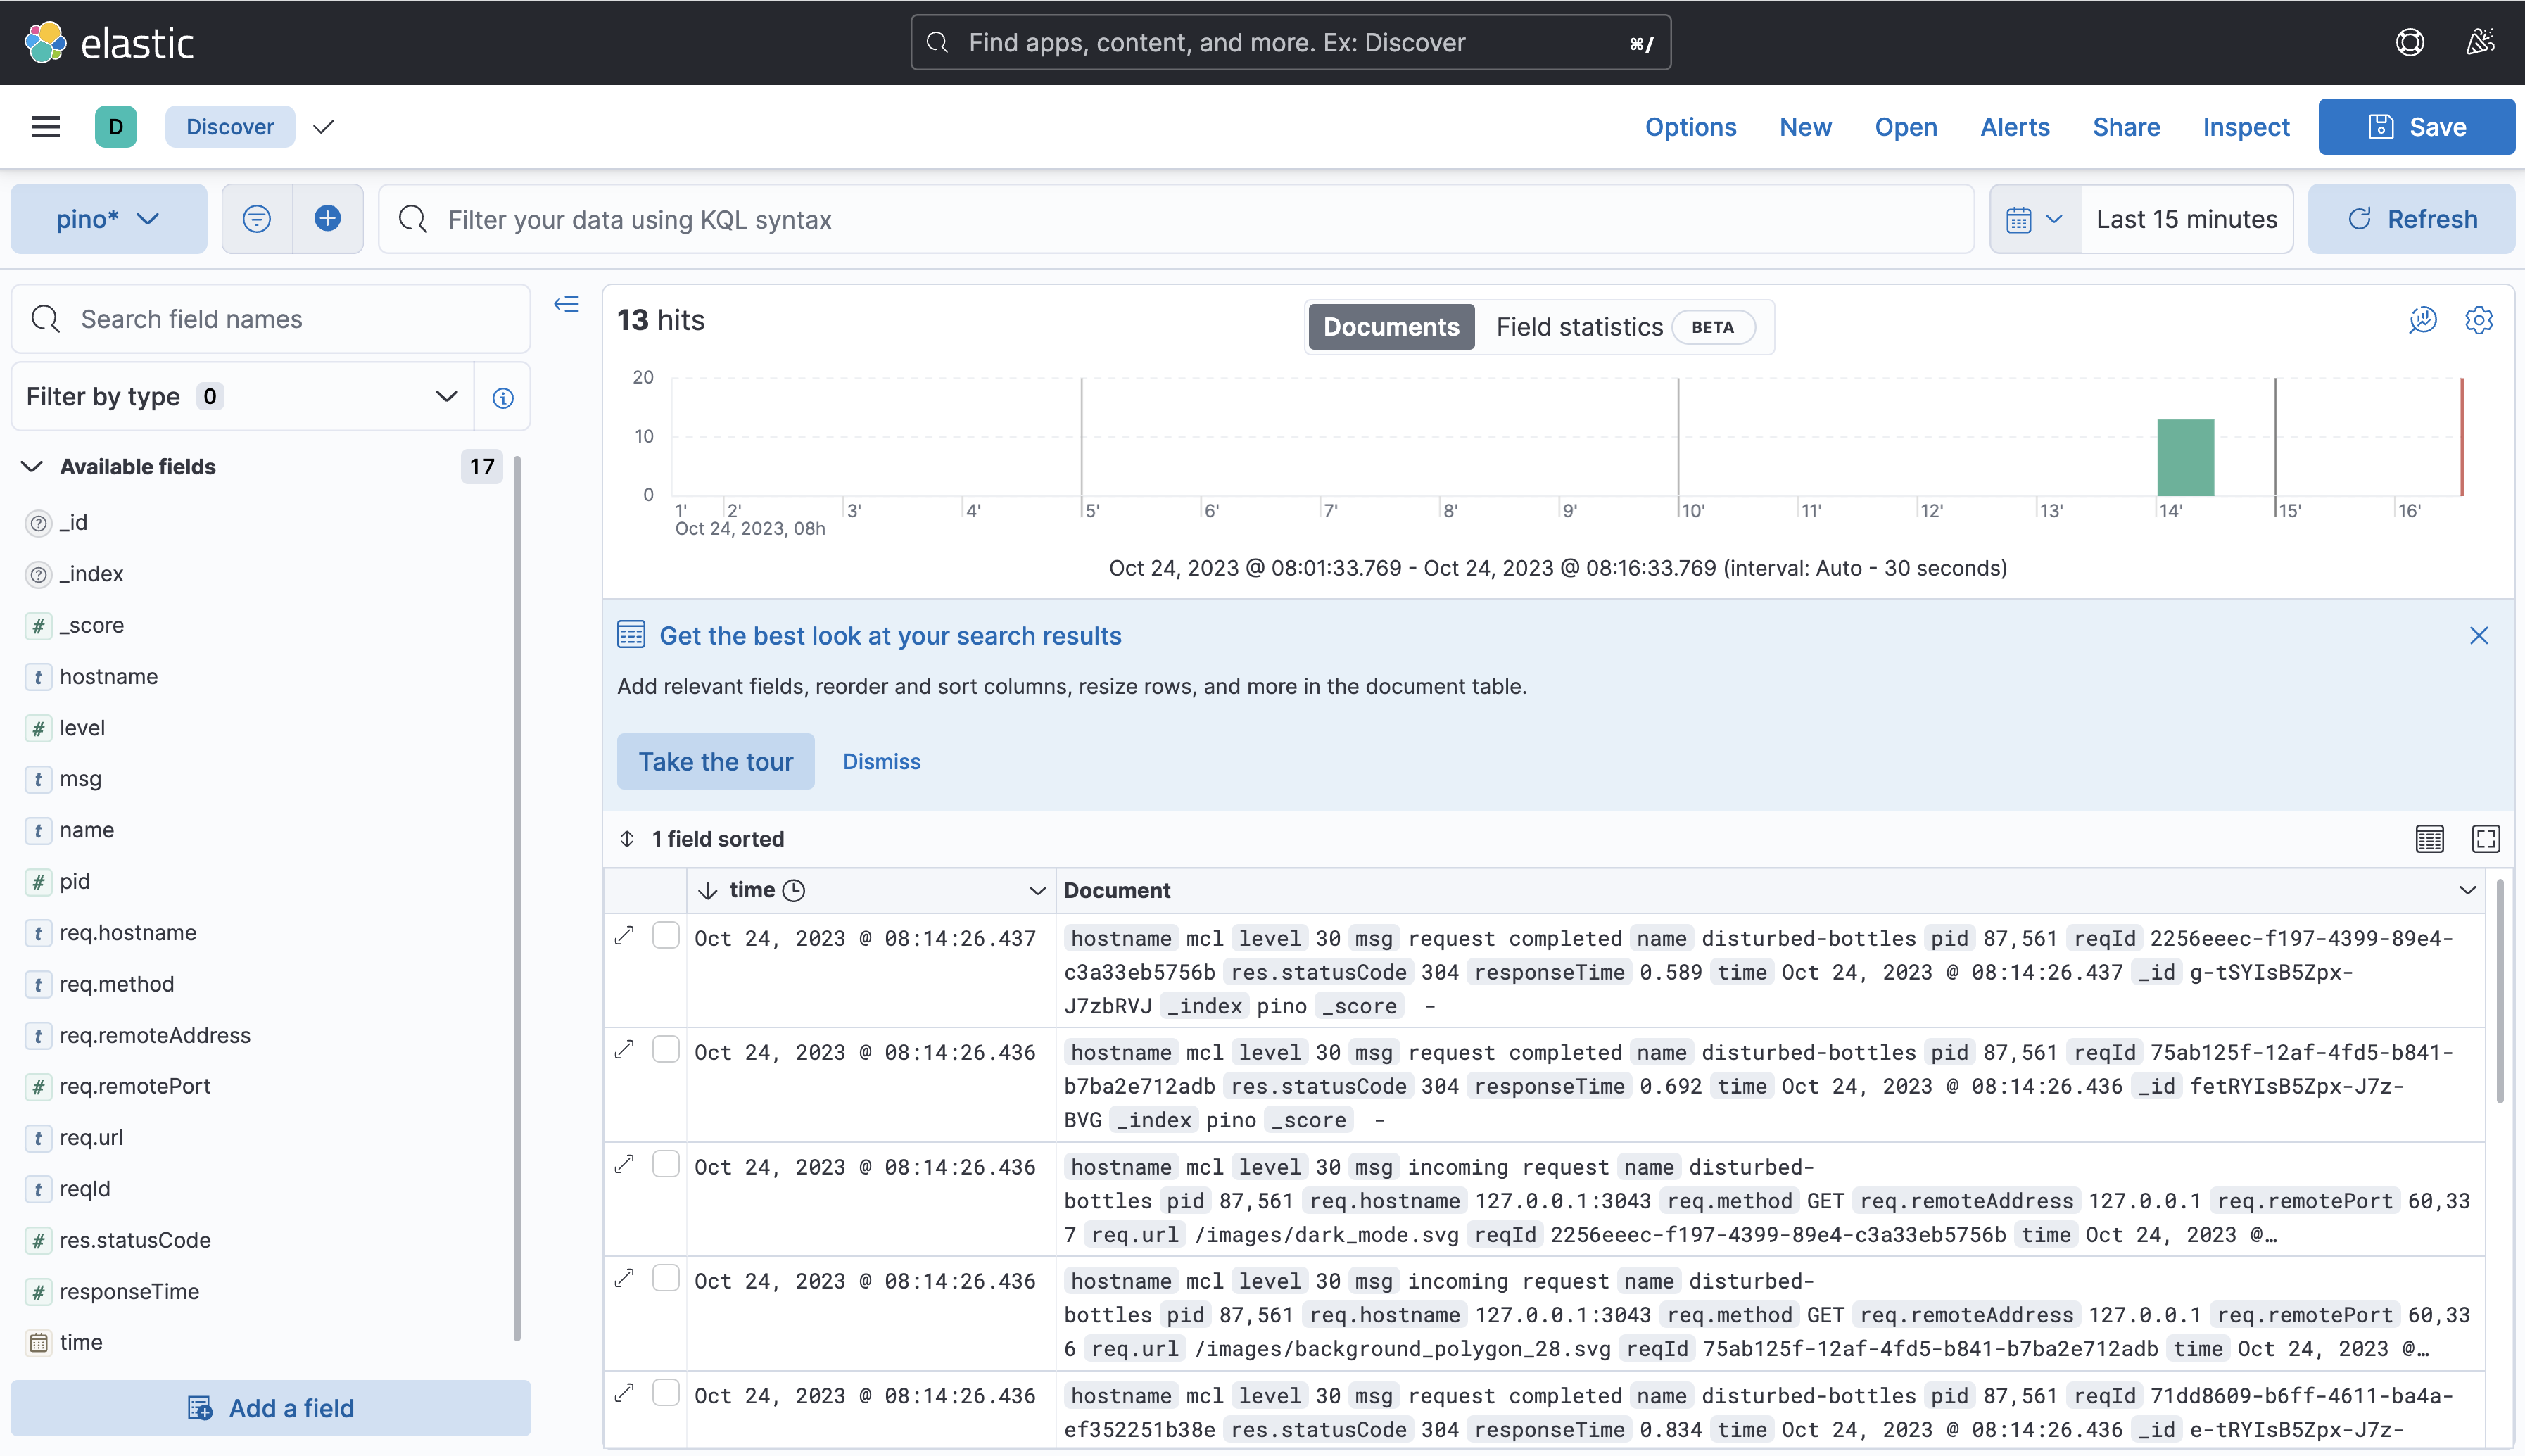 elastic
Find apps, content, and more. Ex: Discover
⌘/
D
Discover
Options
New
Open
Alerts
Share
Inspect
Save
pino*
Filter your data using KQL syntax
Last 15 minutes
Refresh
Search field names
Filter by type 0
Available fields 17
_id
_index
# _score
t hostname
# level
t msg
t name
# pid
t req.hostname
t req.method
t req.remoteAddress
# req.remotePort
t req.url
t reqId
# res.statusCode
# responseTime
time
Add a field
13 hits
Documents
Field statistics BETA
20
10
0
1' 2' 3' 4' 5' 6' 7' 8' 9' 10' 11' 12' 13' 14' 15' 16'
Oct 24, 2023, 08h
Oct 24, 2023 @ 08:01:33.769 - Oct 24, 2023 @ 08:16:33.769 (interval: Auto - 30 seconds)
Get the best look at your search results
Add relevant fields, reorder and sort columns, resize rows, and more in the document table.
Take the tour
Dismiss
1 field sorted
time
Document
Oct 24, 2023 @ 08:14:26.437
hostname mcl level 30 msg request completed name disturbed-bottles pid 87,561 reqId 2256eeec-f197-4399-89e4-
c3a33eb5756b res.statusCode 304 responseTime 0.589 time Oct 24, 2023 @ 08:14:26.437 _id g-tSYIsB5Zpx-
J7zbRVJ _index pino _score -
Oct 24, 2023 @ 08:14:26.436
hostname mcl level 30 msg request completed name disturbed-bottles pid 87,561 reqId 75ab125f-12af-4fd5-b841-
b7ba2e712adb res.statusCode 304 responseTime 0.692 time Oct 24, 2023 @ 08:14:26.436 _id fetRYIsB5Zpx-J7z-
BVG _index pino _score -
Oct 24, 2023 @ 08:14:26.436
hostname mcl level 30 msg incoming request name disturbed-
bottles pid 87,561 req.hostname 127.0.0.1:3043 req.method GET req.remoteAddress 127.0.0.1 req.remotePort 60,33
7 req.url /images/dark_mode.svg reqId 2256eeec-f197-4399-89e4-c3a33eb5756b time Oct 24, 2023 @…
Oct 24, 2023 @ 08:14:26.436
hostname mcl level 30 msg incoming request name disturbed-
bottles pid 87,561 req.hostname 127.0.0.1:3043 req.method GET req.remoteAddress 127.0.0.1 req.remotePort 60,33
6 req.url /images/background_polygon_28.svg reqId 75ab125f-12af-4fd5-b841-b7ba2e712adb time Oct 24, 2023 @…
Oct 24, 2023 @ 08:14:26.436
hostname mcl level 30 msg request completed name disturbed-bottles pid 87,561 reqId 71dd8609-b6ff-4611-ba4a-
ef352251b38e res.statusCode 304 responseTime 0.834 time Oct 24, 2023 @ 08:14:26.436 _id e-tRYIsB5Zpx-J7z-